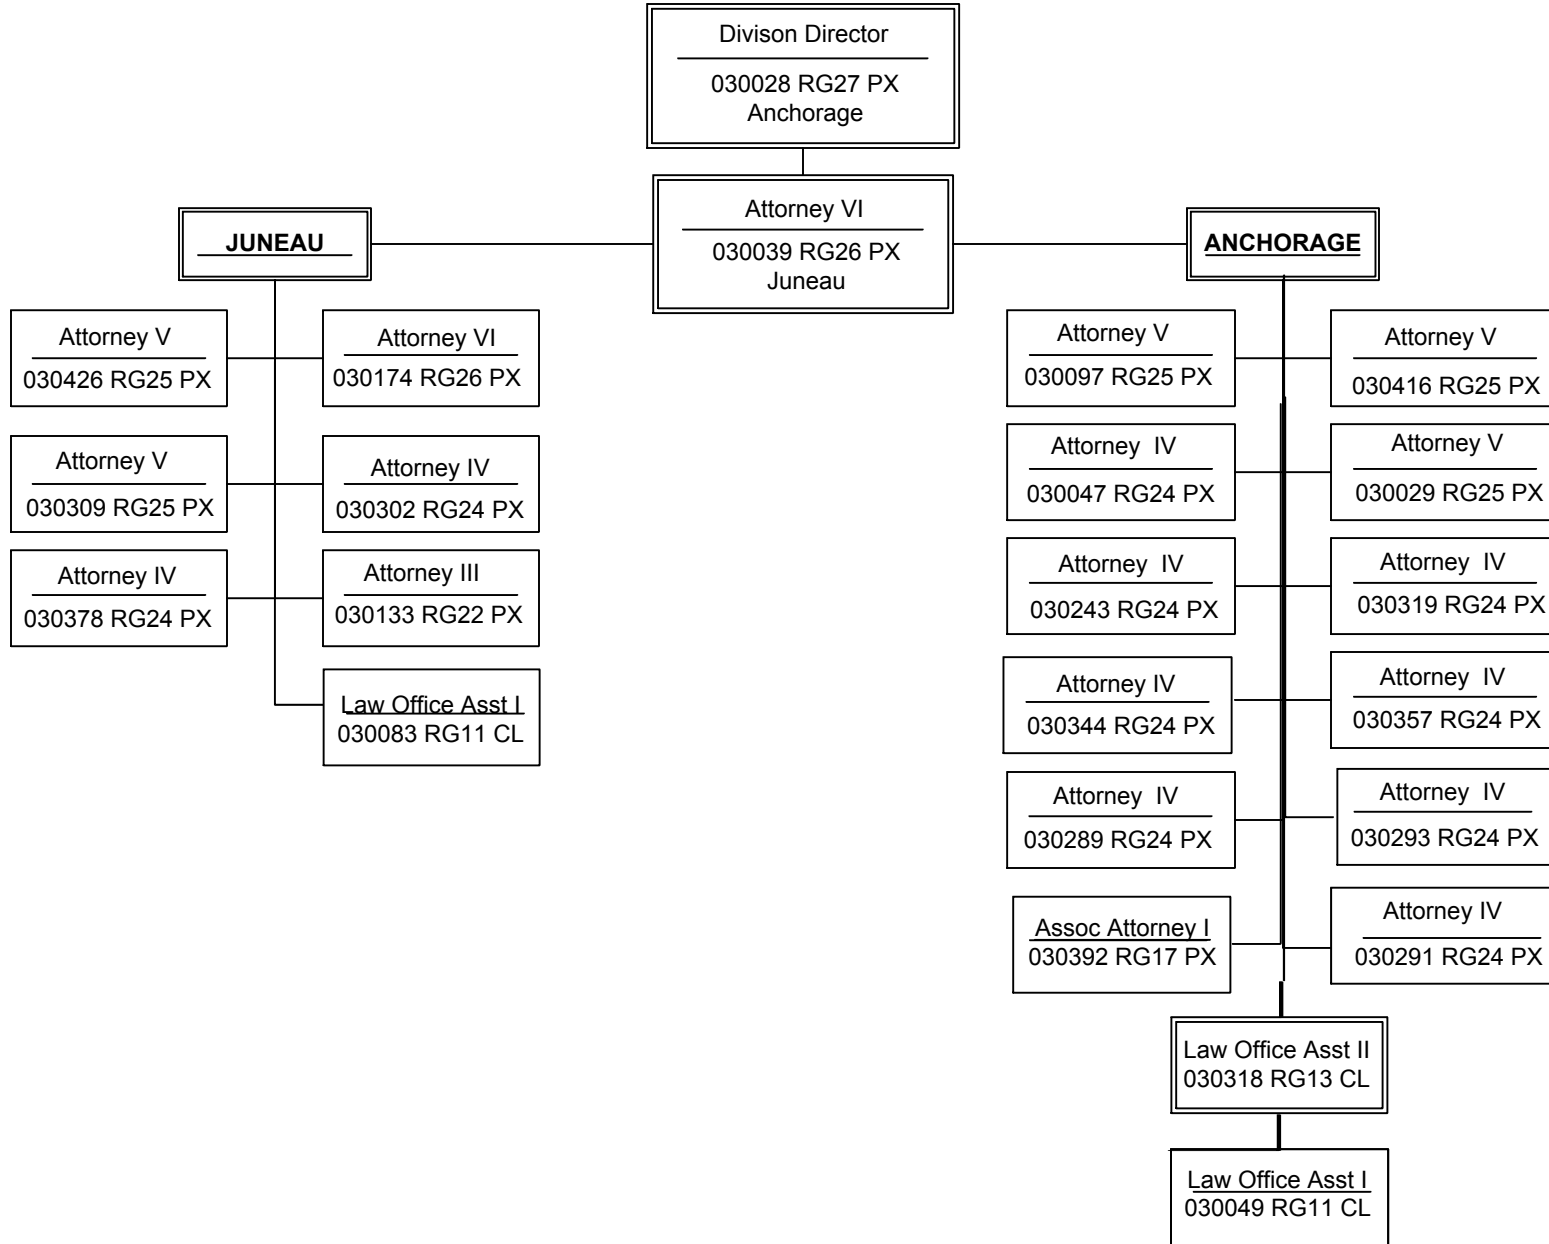 Divison Director
030028 RG27 PX
Anchorage
Attorney VI
030039 RG26 PX
Juneau
JUNEAU
Attorney V
030426 RG25 PX
Attorney VI
030174 RG26 PX
Attorney V
030309 RG25 PX
Attorney IV
030302 RG24 PX
Attorney IV
030378 RG24 PX
Attorney III
030133 RG22 PX
Law Office Asst I
030083 RG11 CL
ANCHORAGE
Attorney V
030097 RG25 PX
Attorney V
030416 RG25 PX
Attorney IV
030047 RG24 PX
Attorney V
030029 RG25 PX
Attorney IV
030243 RG24 PX
Attorney IV
030319 RG24 PX
Attorney IV
030344 RG24 PX
Attorney IV
030357 RG24 PX
Attorney IV
030289 RG24 PX
Attorney IV
030293 RG24 PX
Assoc Attorney I
030392 RG17 PX
Attorney IV
030291 RG24 PX
Law Office Asst II
030318 RG13 CL
Law Office Asst I
030049 RG11 CL